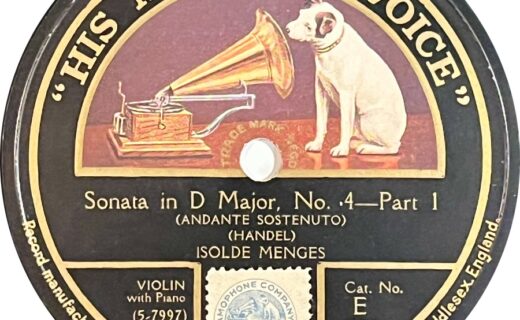 "HIS VOICE"
TRADE MARK REGD
Sonata in D Major, No. 4—Part 1
(ANDANTE SOSTENUTO)
(HANDEL)
ISOLDE MENGES
VIOLIN
with Piano
(5-7997)
Cat. No.
E
GRAMOPHONE COMPANY
Record manufac
dlesex, England.